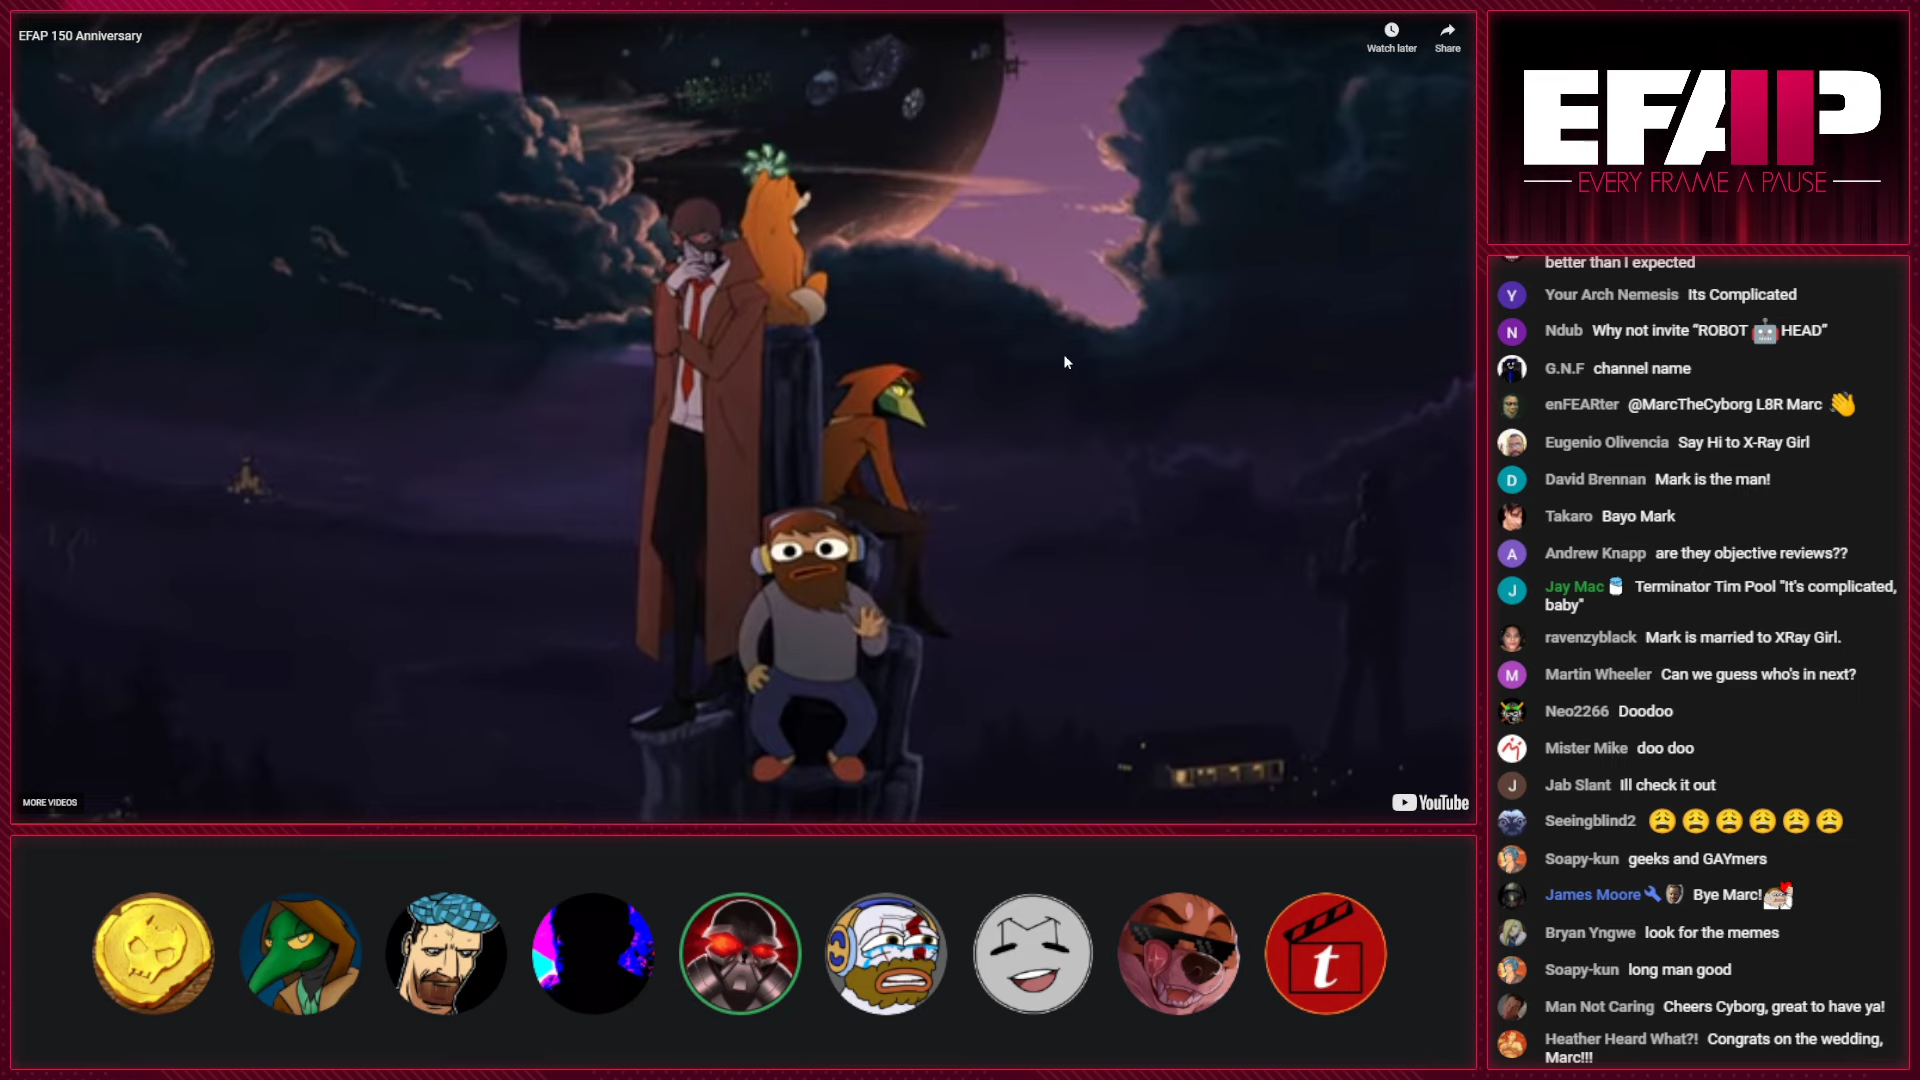 EFAP 150 Anniversary
Watch later
Share
MORE VIDEOS
YouTube
t
EFAP
EVERY FRAME A PAUSE
better than I expected
Y Your Arch Nemesis Its Complicated
N Ndub Why not invite “ROBOT 🤖 HEAD”
G.N.F channel name
enFEARter @MarcTheCyborg L8R Marc 👋
Eugenio Olivencia Say Hi to X-Ray Girl
D David Brennan Mark is the man!
Takaro Bayo Mark
A Andrew Knapp are they objective reviews??
J Jay Mac Terminator Tim Pool "It's complicated,
baby"
ravenzyblack Mark is married to XRay Girl.
M Martin Wheeler Can we guess who's in next?
Neo2266 Doodoo
Mister Mike doo doo
J Jab Slant Ill check it out
Seeingblind2 😩😩😩😩😩😩
Soapy-kun geeks and GAYmers
James Moore Bye Marc!
Bryan Yngwe look for the memes
Soapy-kun long man good
Man Not Caring Cheers Cyborg, great to have ya!
Heather Heard What?! Congrats on the wedding,
Marc!!!